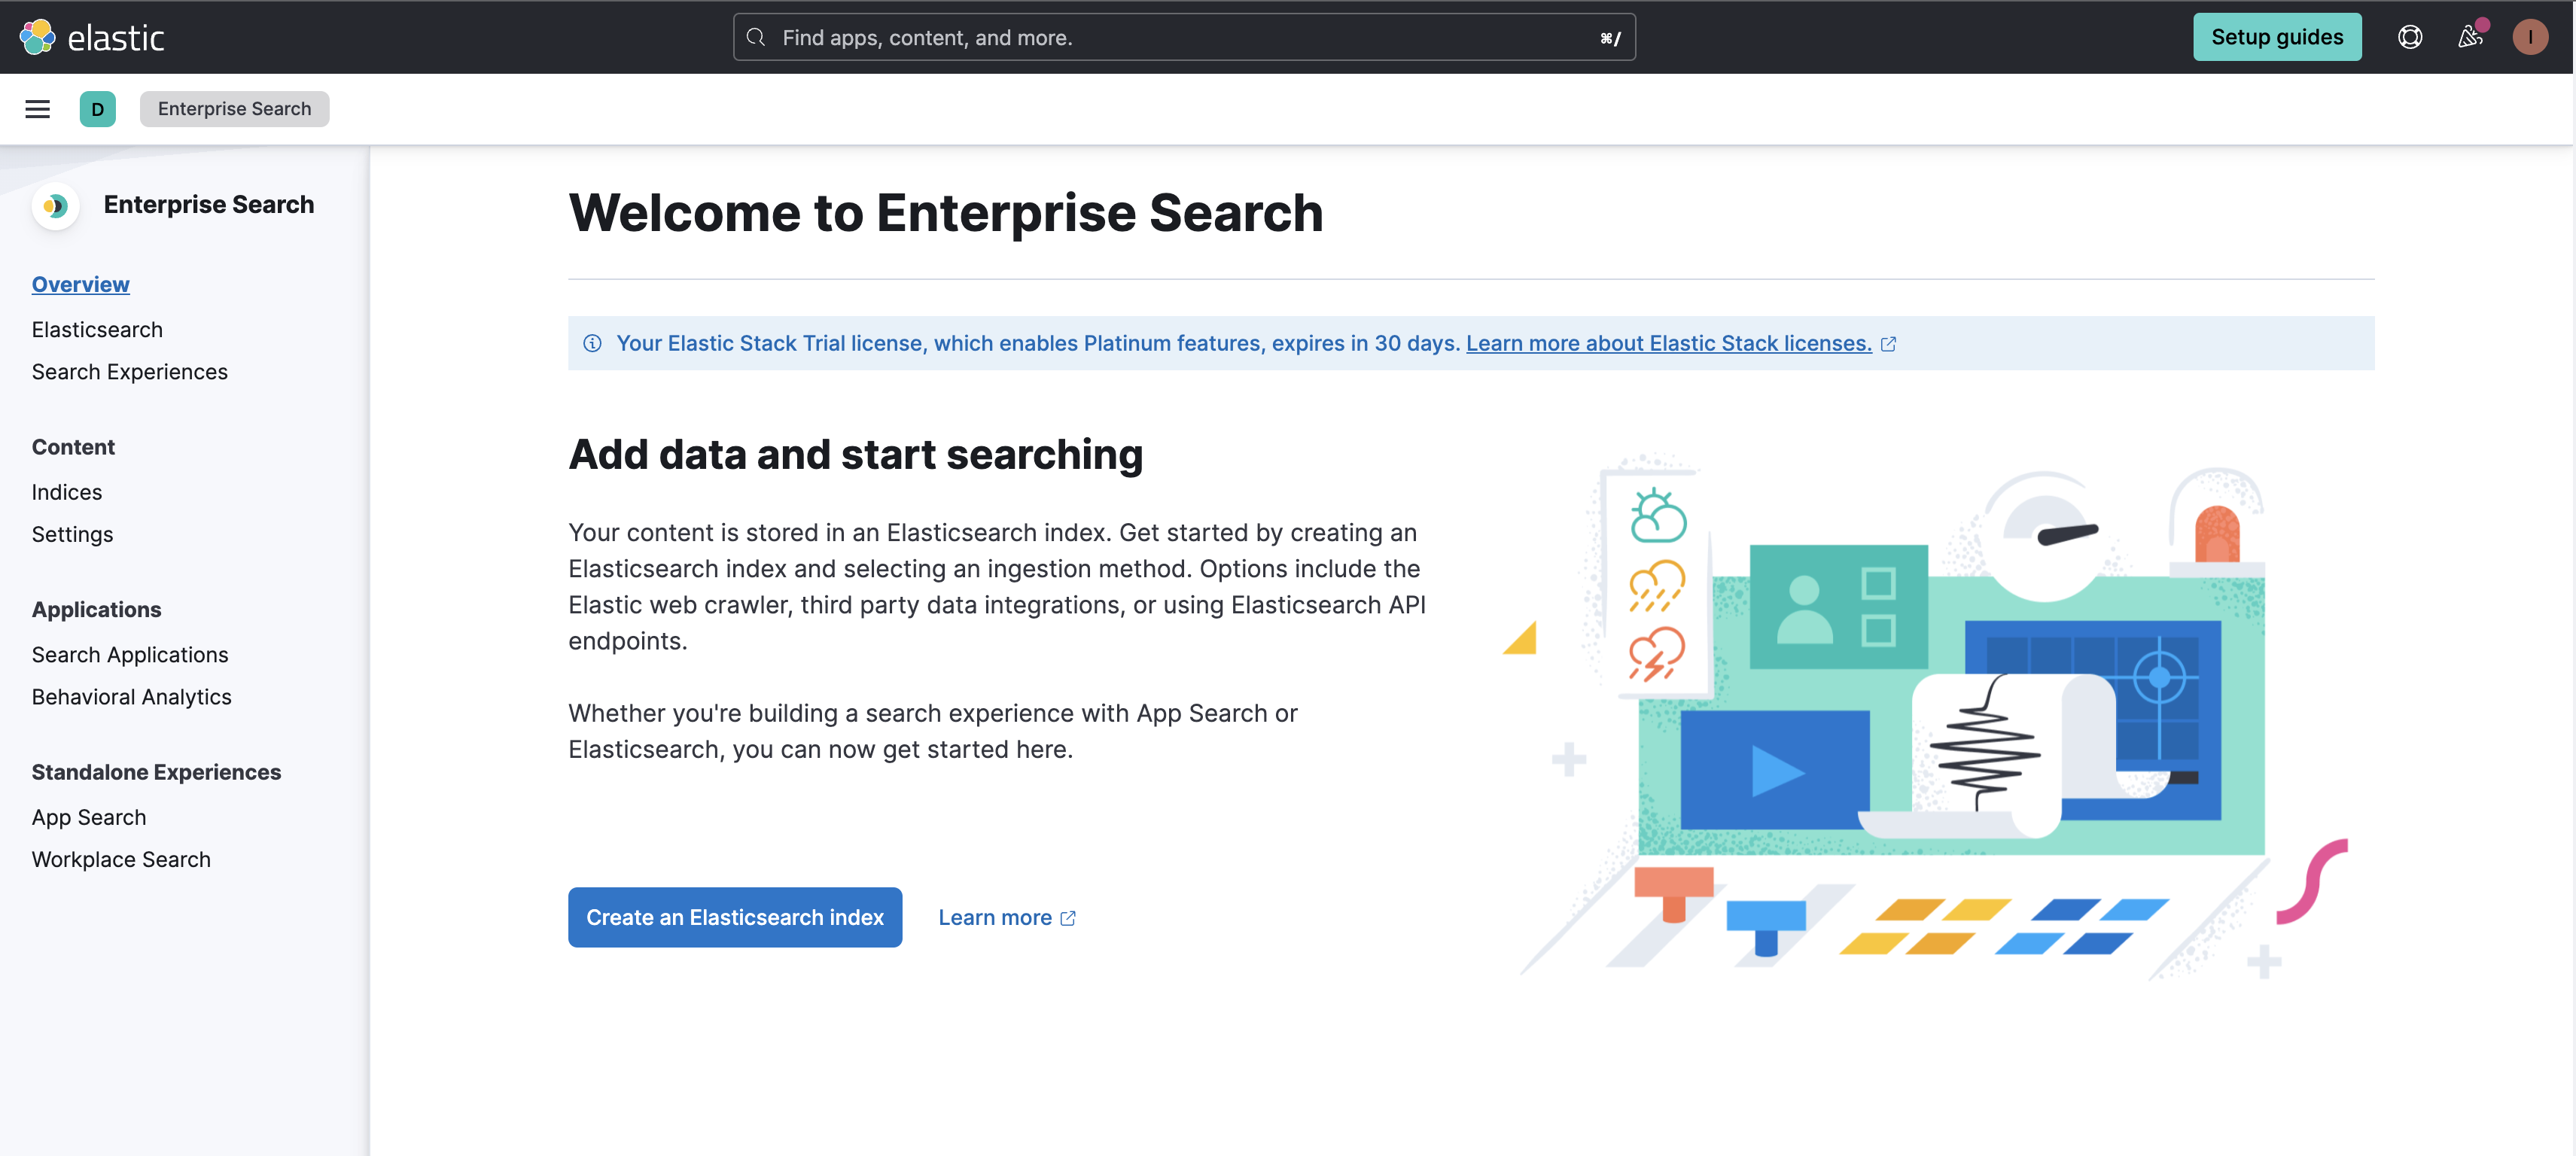 elastic
Find apps, content, and more.
⌘/
Setup guides
I
D
Enterprise Search
Enterprise Search
Overview
Elasticsearch
Search Experiences
Content
Indices
Settings
Applications
Search Applications
Behavioral Analytics
Standalone Experiences
App Search
Workplace Search
Welcome to Enterprise Search
Your Elastic Stack Trial license, which enables Platinum features, expires in 30 days. Learn more about Elastic Stack licenses.
Add data and start searching
Your content is stored in an Elasticsearch index. Get started by creating an
Elasticsearch index and selecting an ingestion method. Options include the
Elastic web crawler, third party data integrations, or using Elasticsearch API
endpoints.
Whether you're building a search experience with App Search or
Elasticsearch, you can now get started here.
Create an Elasticsearch index
Learn more